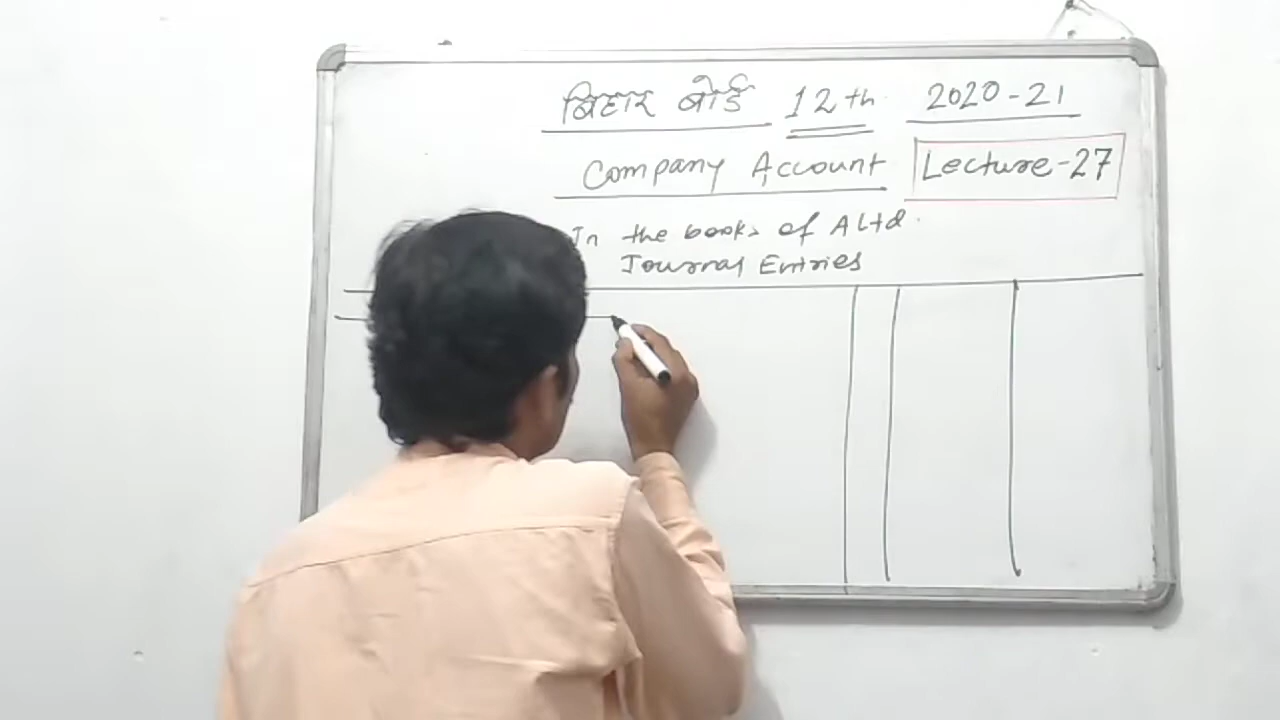 बिहार बोर्ड 12th 2020-21
Company Account Lecture-27
In the books of A Ltd.
Journal Entries